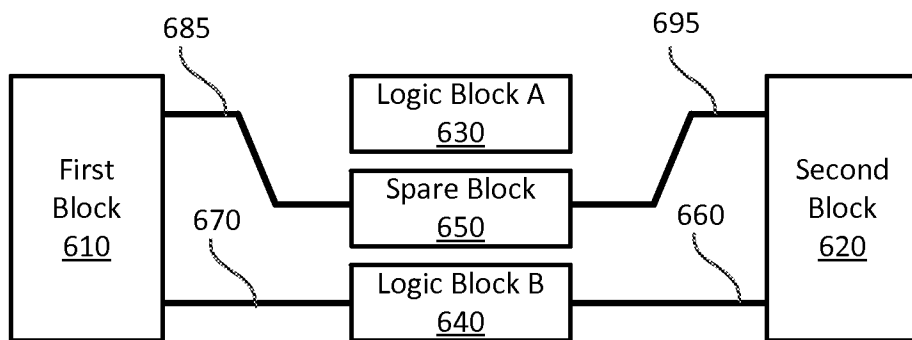 685
695
Logic Block A
630
First
Block
610
Spare Block
650
Second
Block
620
670
660
Logic Block B
640